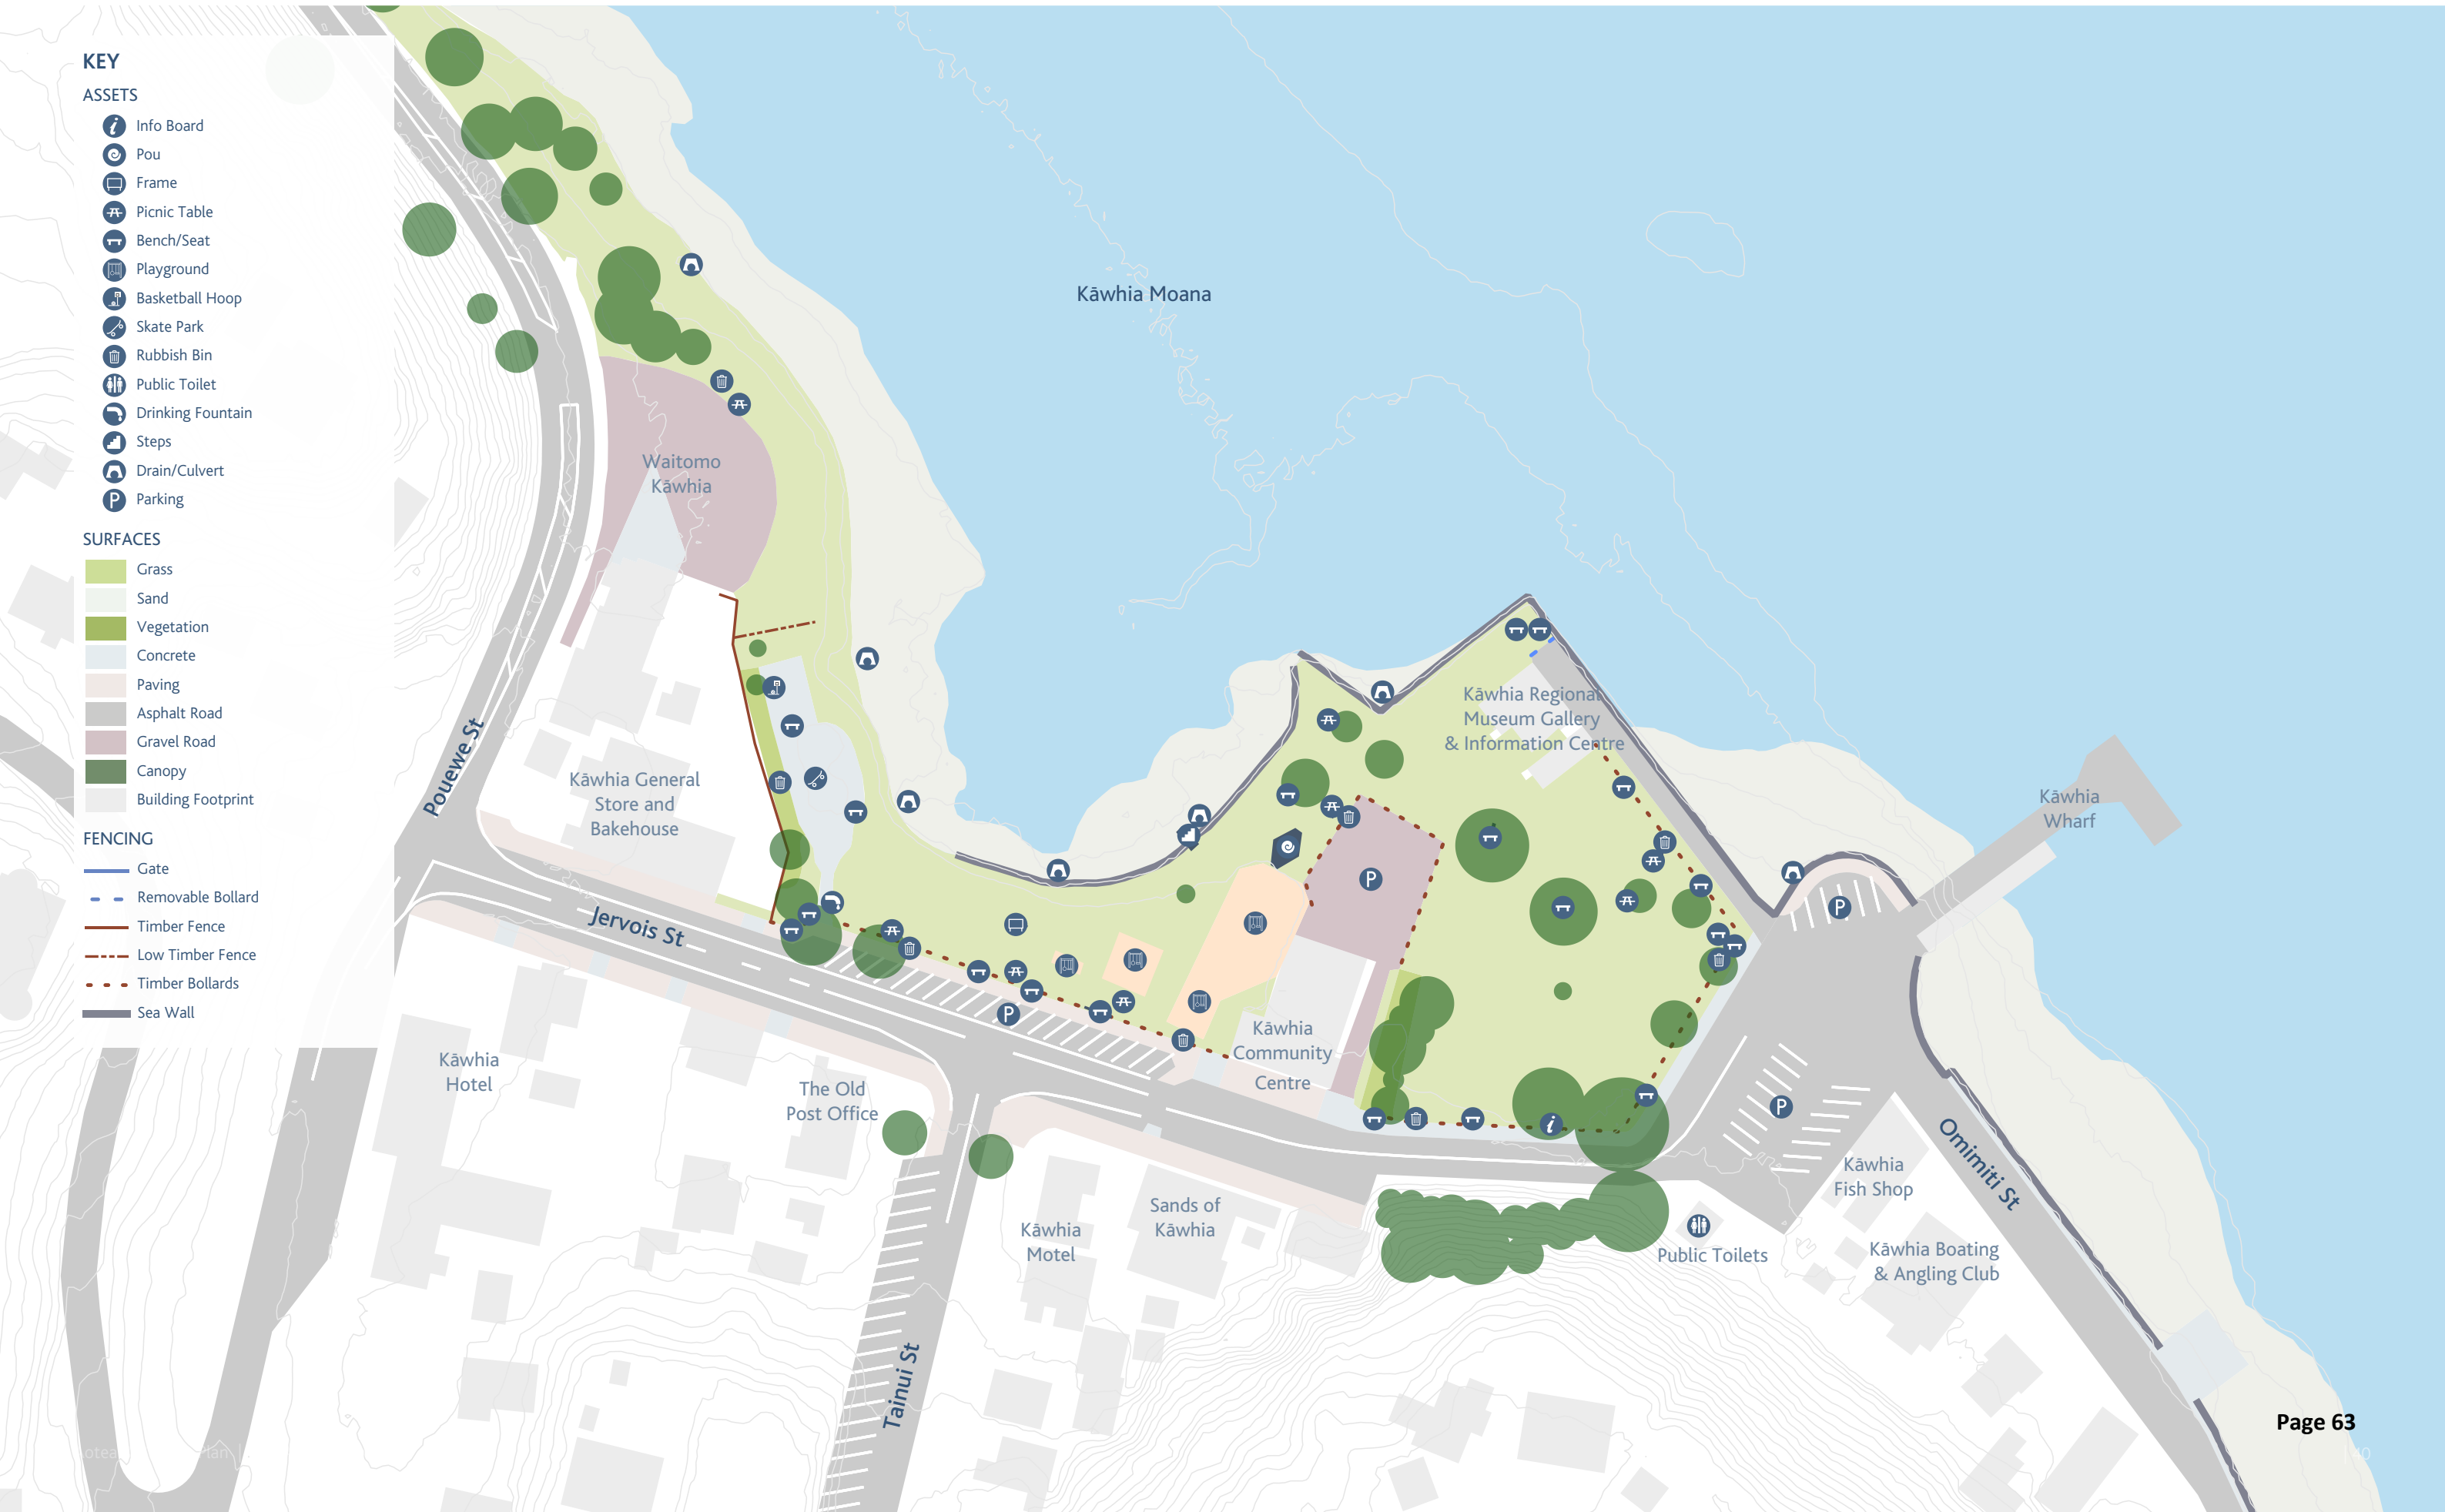 KEY
ASSETS
Info Board
Pou
Frame
Picnic Table
Bench/Seat
Playground
Basketball Hoop
Skate Park
Rubbish Bin
Public Toilet
Drinking Fountain
Steps
Drain/Culvert
Parking
SURFACES
Grass
Sand
Vegetation
Concrete
Paving
Asphalt Road
Gravel Road
Canopy
Building Footprint
FENCING
Gate
Removable Bollard
Timber Fence
Low Timber Fence
Timber Bollards
Sea Wall
Kāwhia Moana
Waitomo
Kāwhia
Kāwhia Regional
Museum Gallery
& Information Centre
Kāwhia General
Store and
Bakehouse
Pouewe St
Kāwhia
Wharf
P
P
Jervois St
P
Kāwhia
Community
Centre
Kāwhia
Hotel
The Old
Post Office
P
Omimiti St
Kāwhia
Fish Shop
Sands of
Kāwhia
Kāwhia
Motel
Public Toilets
Kāwhia Boating
& Angling Club
Tainui St
Page 63